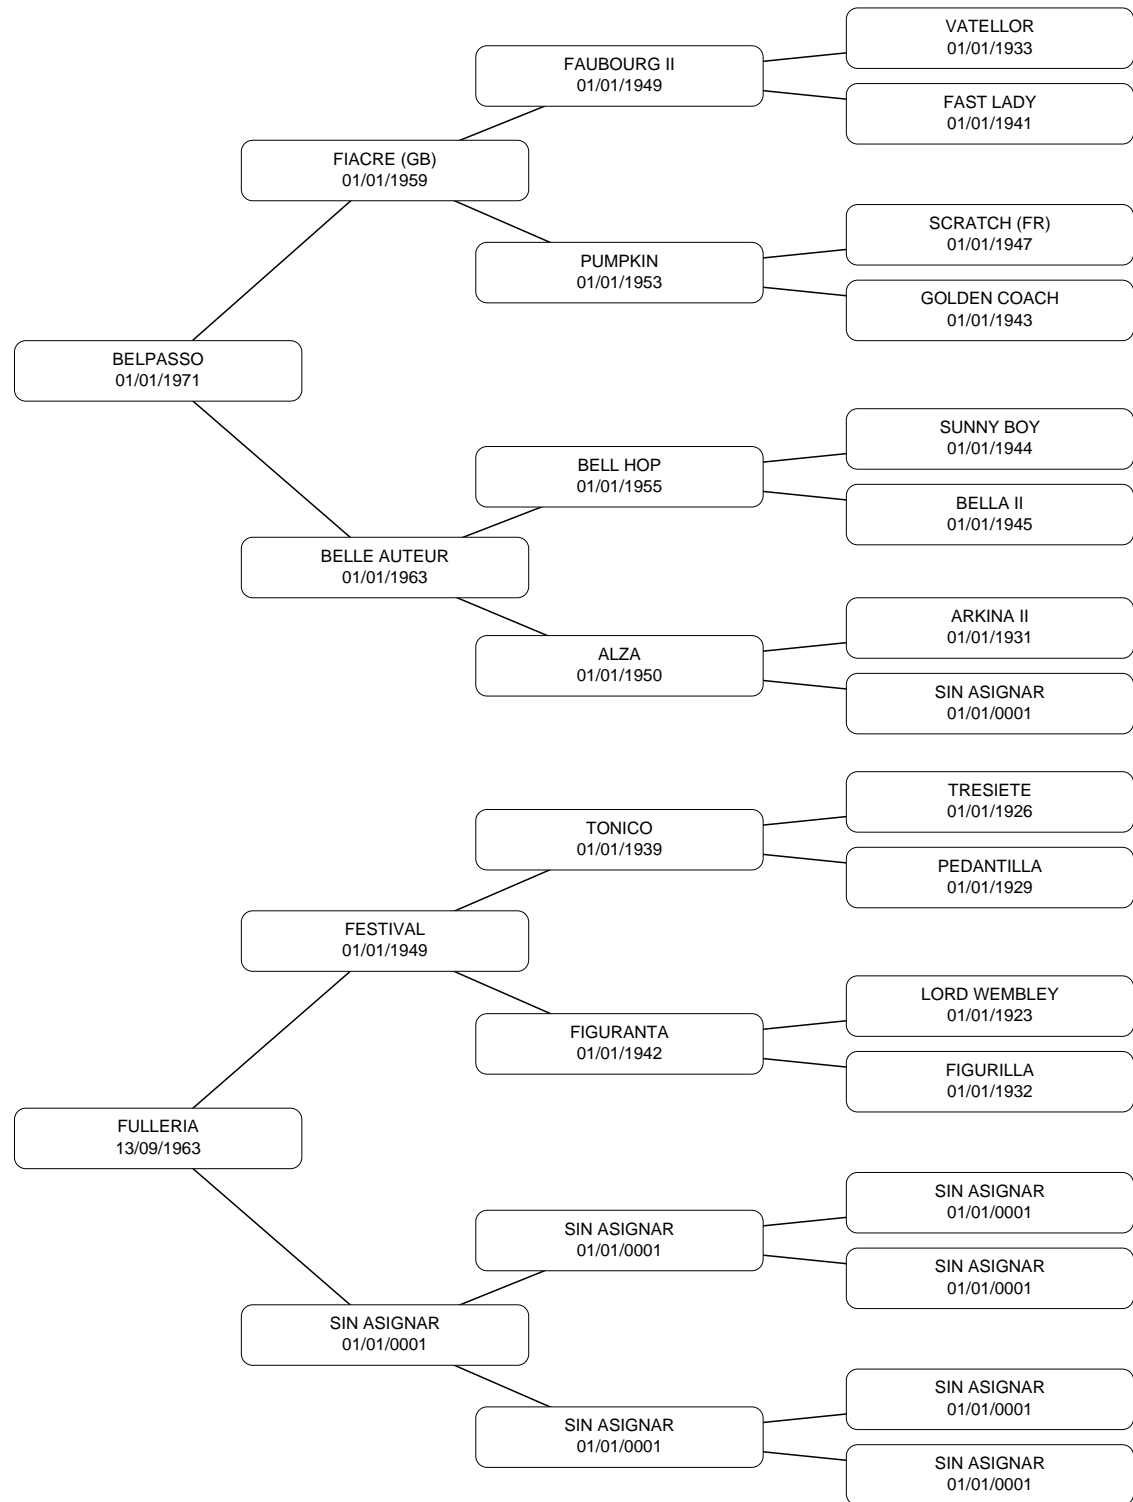 VATELLOR
01/01/1933
FAUBOURG II
01/01/1949
FAST LADY
01/01/1941
FIACRE (GB)
01/01/1959
SCRATCH (FR)
01/01/1947
PUMPKIN
01/01/1953
GOLDEN COACH
01/01/1943
BELPASSO
01/01/1971
SUNNY BOY
01/01/1944
BELL HOP
01/01/1955
BELLA II
01/01/1945
BELLE AUTEUR
01/01/1963
ARKINA II
01/01/1931
ALZA
01/01/1950
SIN ASIGNAR
01/01/0001
TRESIETE
01/01/1926
TONICO
01/01/1939
PEDANTILLA
01/01/1929
FESTIVAL
01/01/1949
LORD WEMBLEY
01/01/1923
FIGURANTA
01/01/1942
FIGURILLA
01/01/1932
FULLERIA
13/09/1963
SIN ASIGNAR
01/01/0001
SIN ASIGNAR
01/01/0001
SIN ASIGNAR
01/01/0001
SIN ASIGNAR
01/01/0001
SIN ASIGNAR
01/01/0001
SIN ASIGNAR
01/01/0001
SIN ASIGNAR
01/01/0001